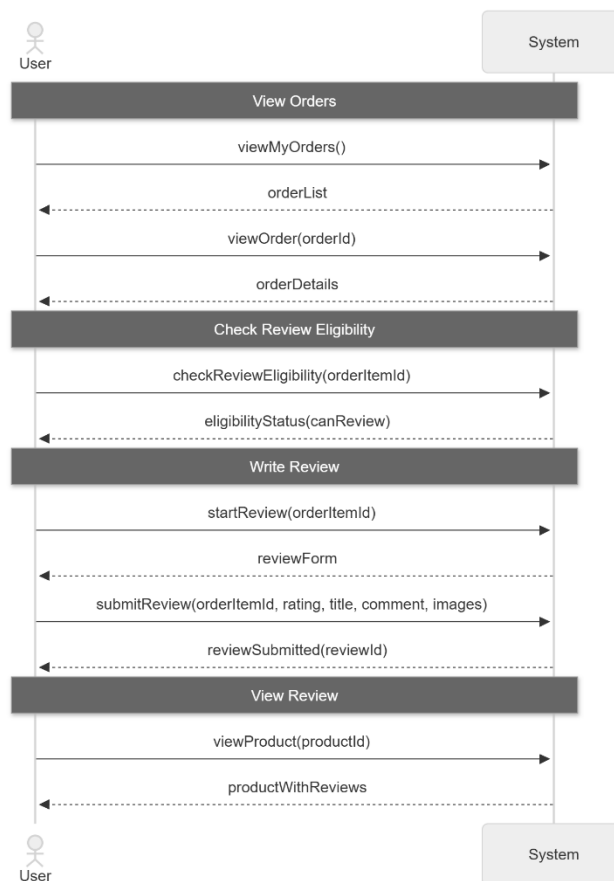 User
System
View Orders
viewMyOrders()
orderList
viewOrder(orderId)
orderDetails
Check Review Eligibility
checkReviewEligibility(orderItemId)
eligibilityStatus(canReview)
Write Review
startReview(orderItemId)
reviewForm
submitReview(orderItemId, rating, title, comment, images)
reviewSubmitted(reviewId)
View Review
viewProduct(productId)
productWithReviews
User
System